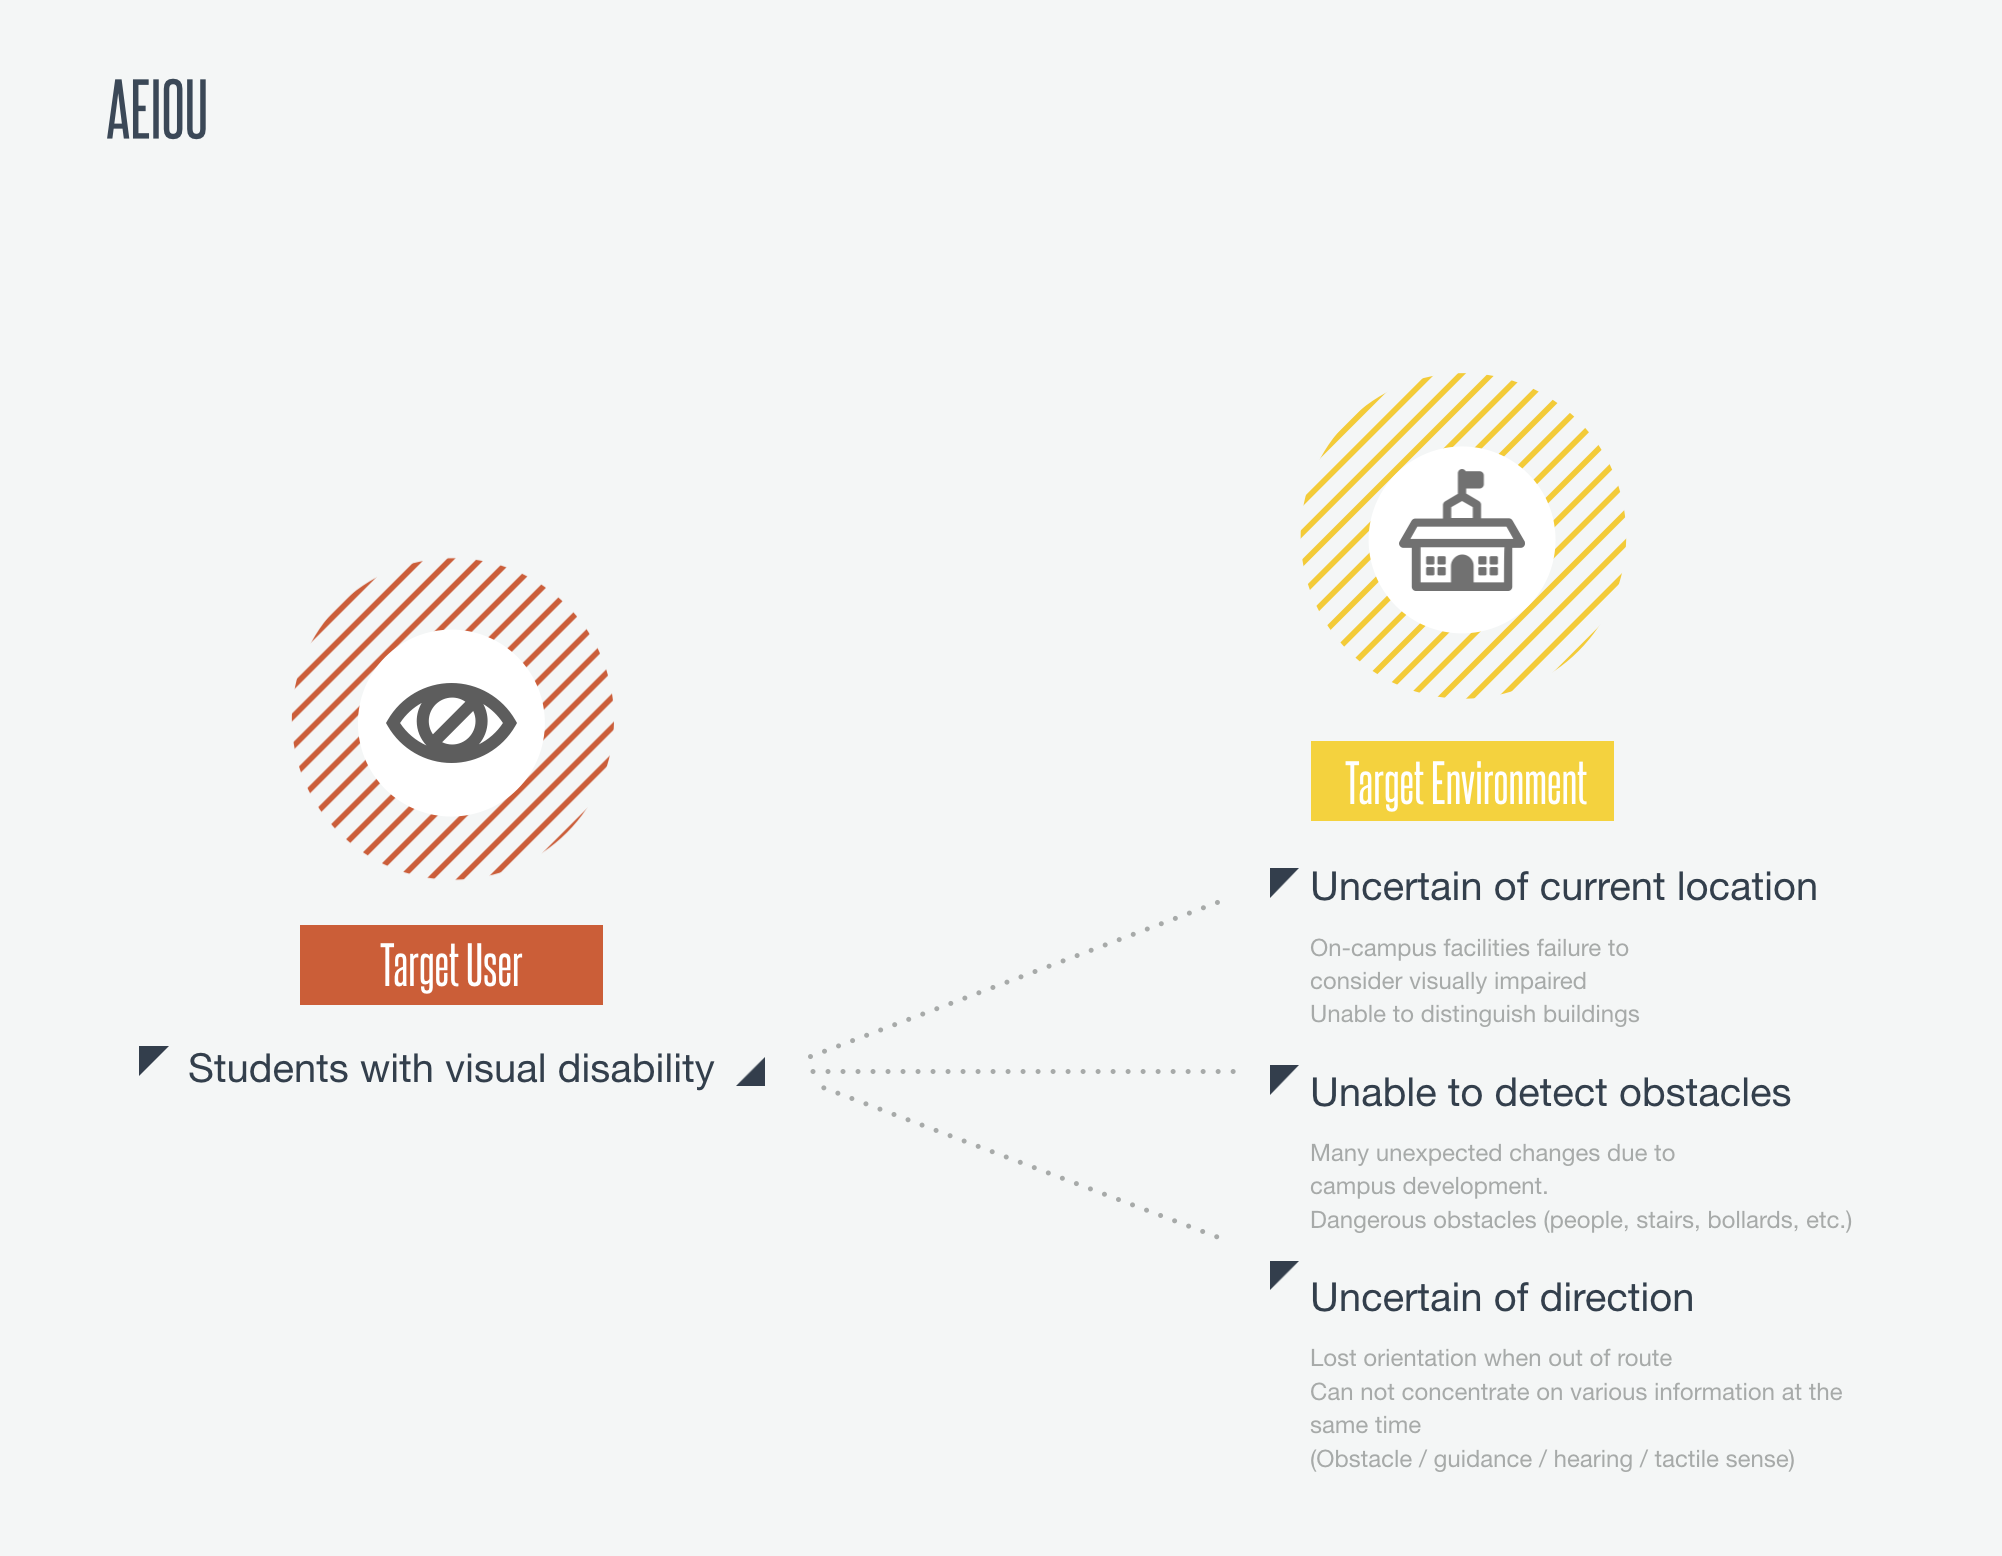 AEIOU
Target User
Students with visual disability
Target Environment
Uncertain of current location
On-campus facilities failure to
consider visually impaired
Unable to distinguish buildings
Unable to detect obstacles
Many unexpected changes due to
campus development.
Dangerous obstacles (people, stairs, bollards, etc.)
Uncertain of direction
Lost orientation when out of route
Can not concentrate on various information at the
same time
(Obstacle / guidance / hearing / tactile sense)